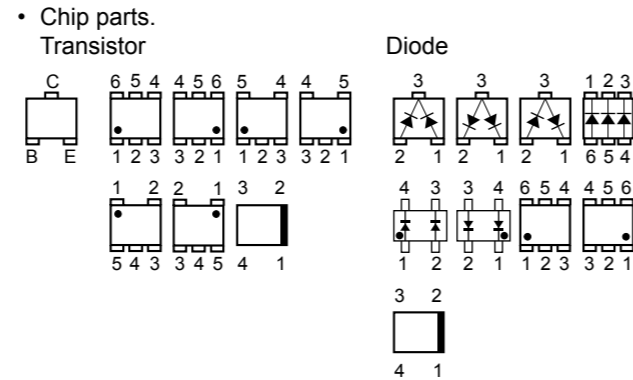 • Chip parts.
Transistor Diode
C 6 5 4 4 5 6 5 4 4 5 3 3 3 1 2 3
B E 1 2 3 3 2 1 1 2 3 3 2 1 2 1 2 1 2 1 6 5 4
1 2 2 1 3 2 4 3 3 4 6 5 4 4 5 6
5 4 3 3 4 5 4 1 1 2 2 1 1 2 3 3 2 1
3 2
4 1